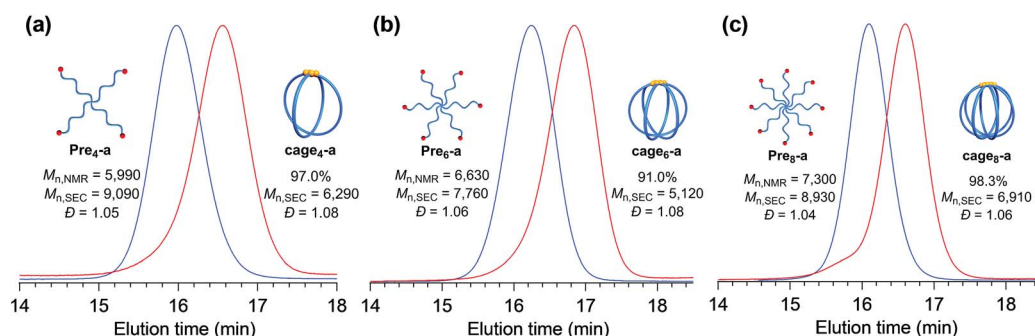 (a)
Pre4-a
Mn,NMR = 5,990
Mn,SEC = 9,090
Đ = 1.05
cage4-a
97.0%
Mn,SEC = 6,290
Đ = 1.08
14 15 16 17 18
Elution time (min)
(b)
Pre6-a
Mn,NMR = 6,630
Mn,SEC = 7,760
Đ = 1.06
cage6-a
91.0%
Mn,SEC = 5,120
Đ = 1.08
14 15 16 17 18
Elution time (min)
(c)
Pre8-a
Mn,NMR = 7,300
Mn,SEC = 8,930
Đ = 1.04
cage8-a
98.3%
Mn,SEC = 6,910
Đ = 1.06
14 15 16 17 18
Elution time (min)